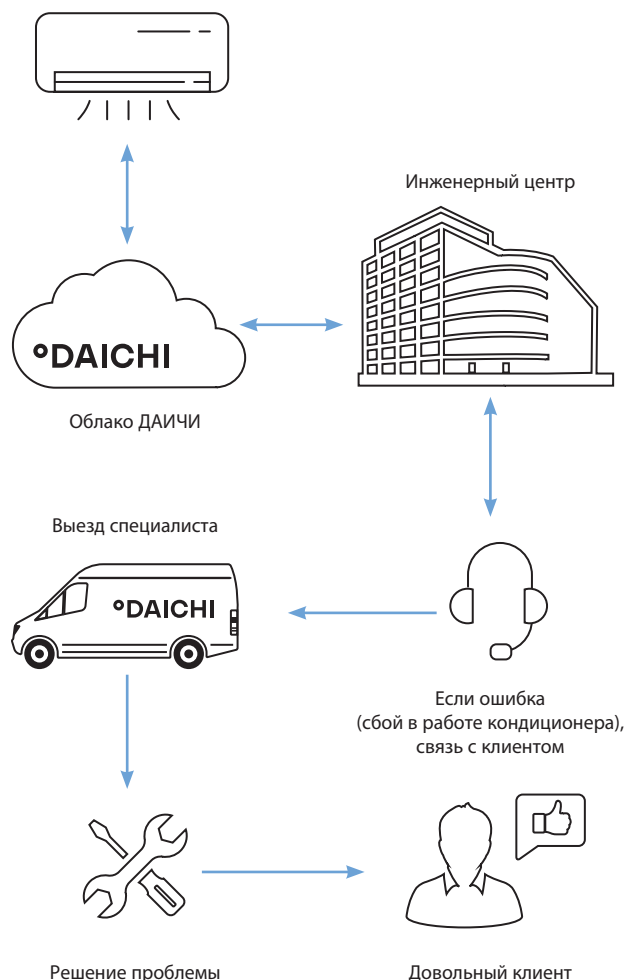 Инженерный центр
°DAICHI
Облако ДАИЧИ
Выезд специалиста
°DAICHI
Если ошибка
(сбой в работе кондиционера),
связь с клиентом
Решение проблемы
Довольный клиент